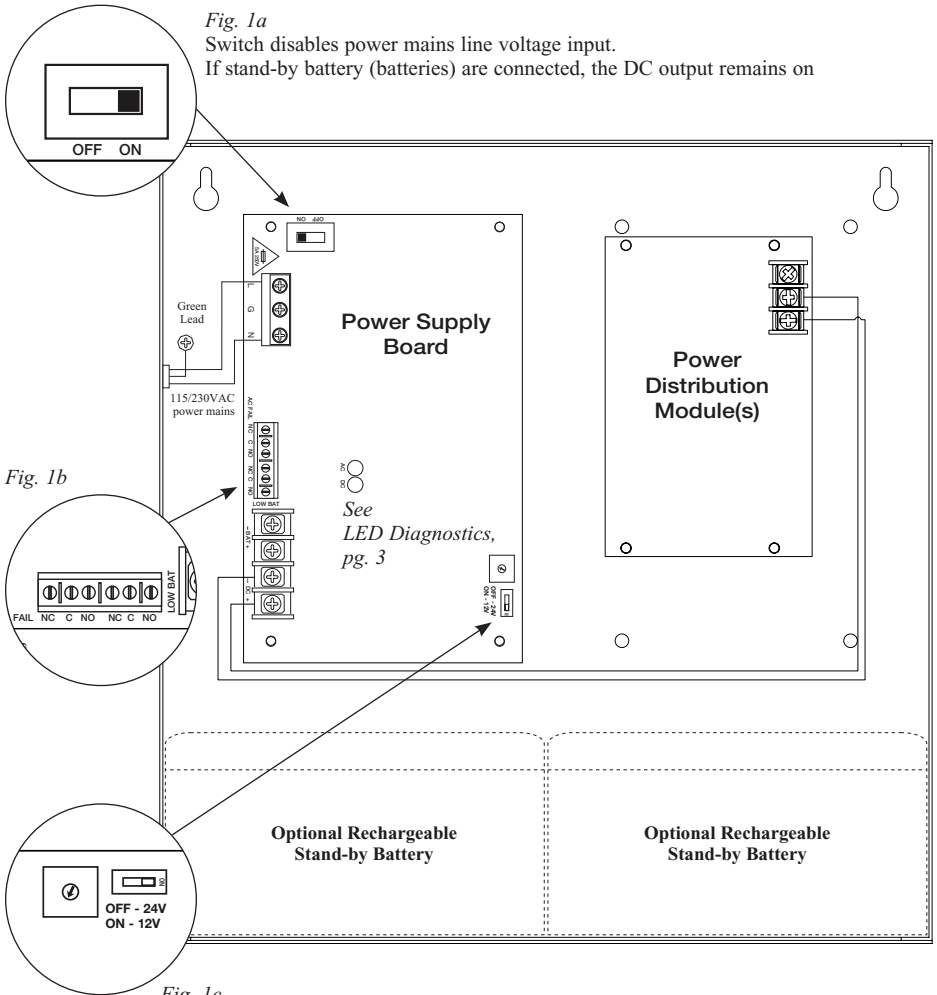 Fig. 1a
Switch disables power mains line voltage input.
If stand-by battery (batteries) are connected, the DC output remains on
OFF ON
ON OFF
5A 250V
L
G
N
Green
Lead
115/230VAC
power mains
Power Supply
Board
Power
Distribution
Module(s)
AC FAIL
NC C NO NC C NO
LOW BAT
AC
DC
See
LED Diagnostics,
pg. 3
– BAT +
– DC +
OFF - 24V
ON - 12V
Fig. 1b
FAIL NC C NO NC C NO
LOW BAT
Optional Rechargeable
Stand-by Battery
Optional Rechargeable
Stand-by Battery
ON
OFF - 24V
ON - 12V
Fig. 1c